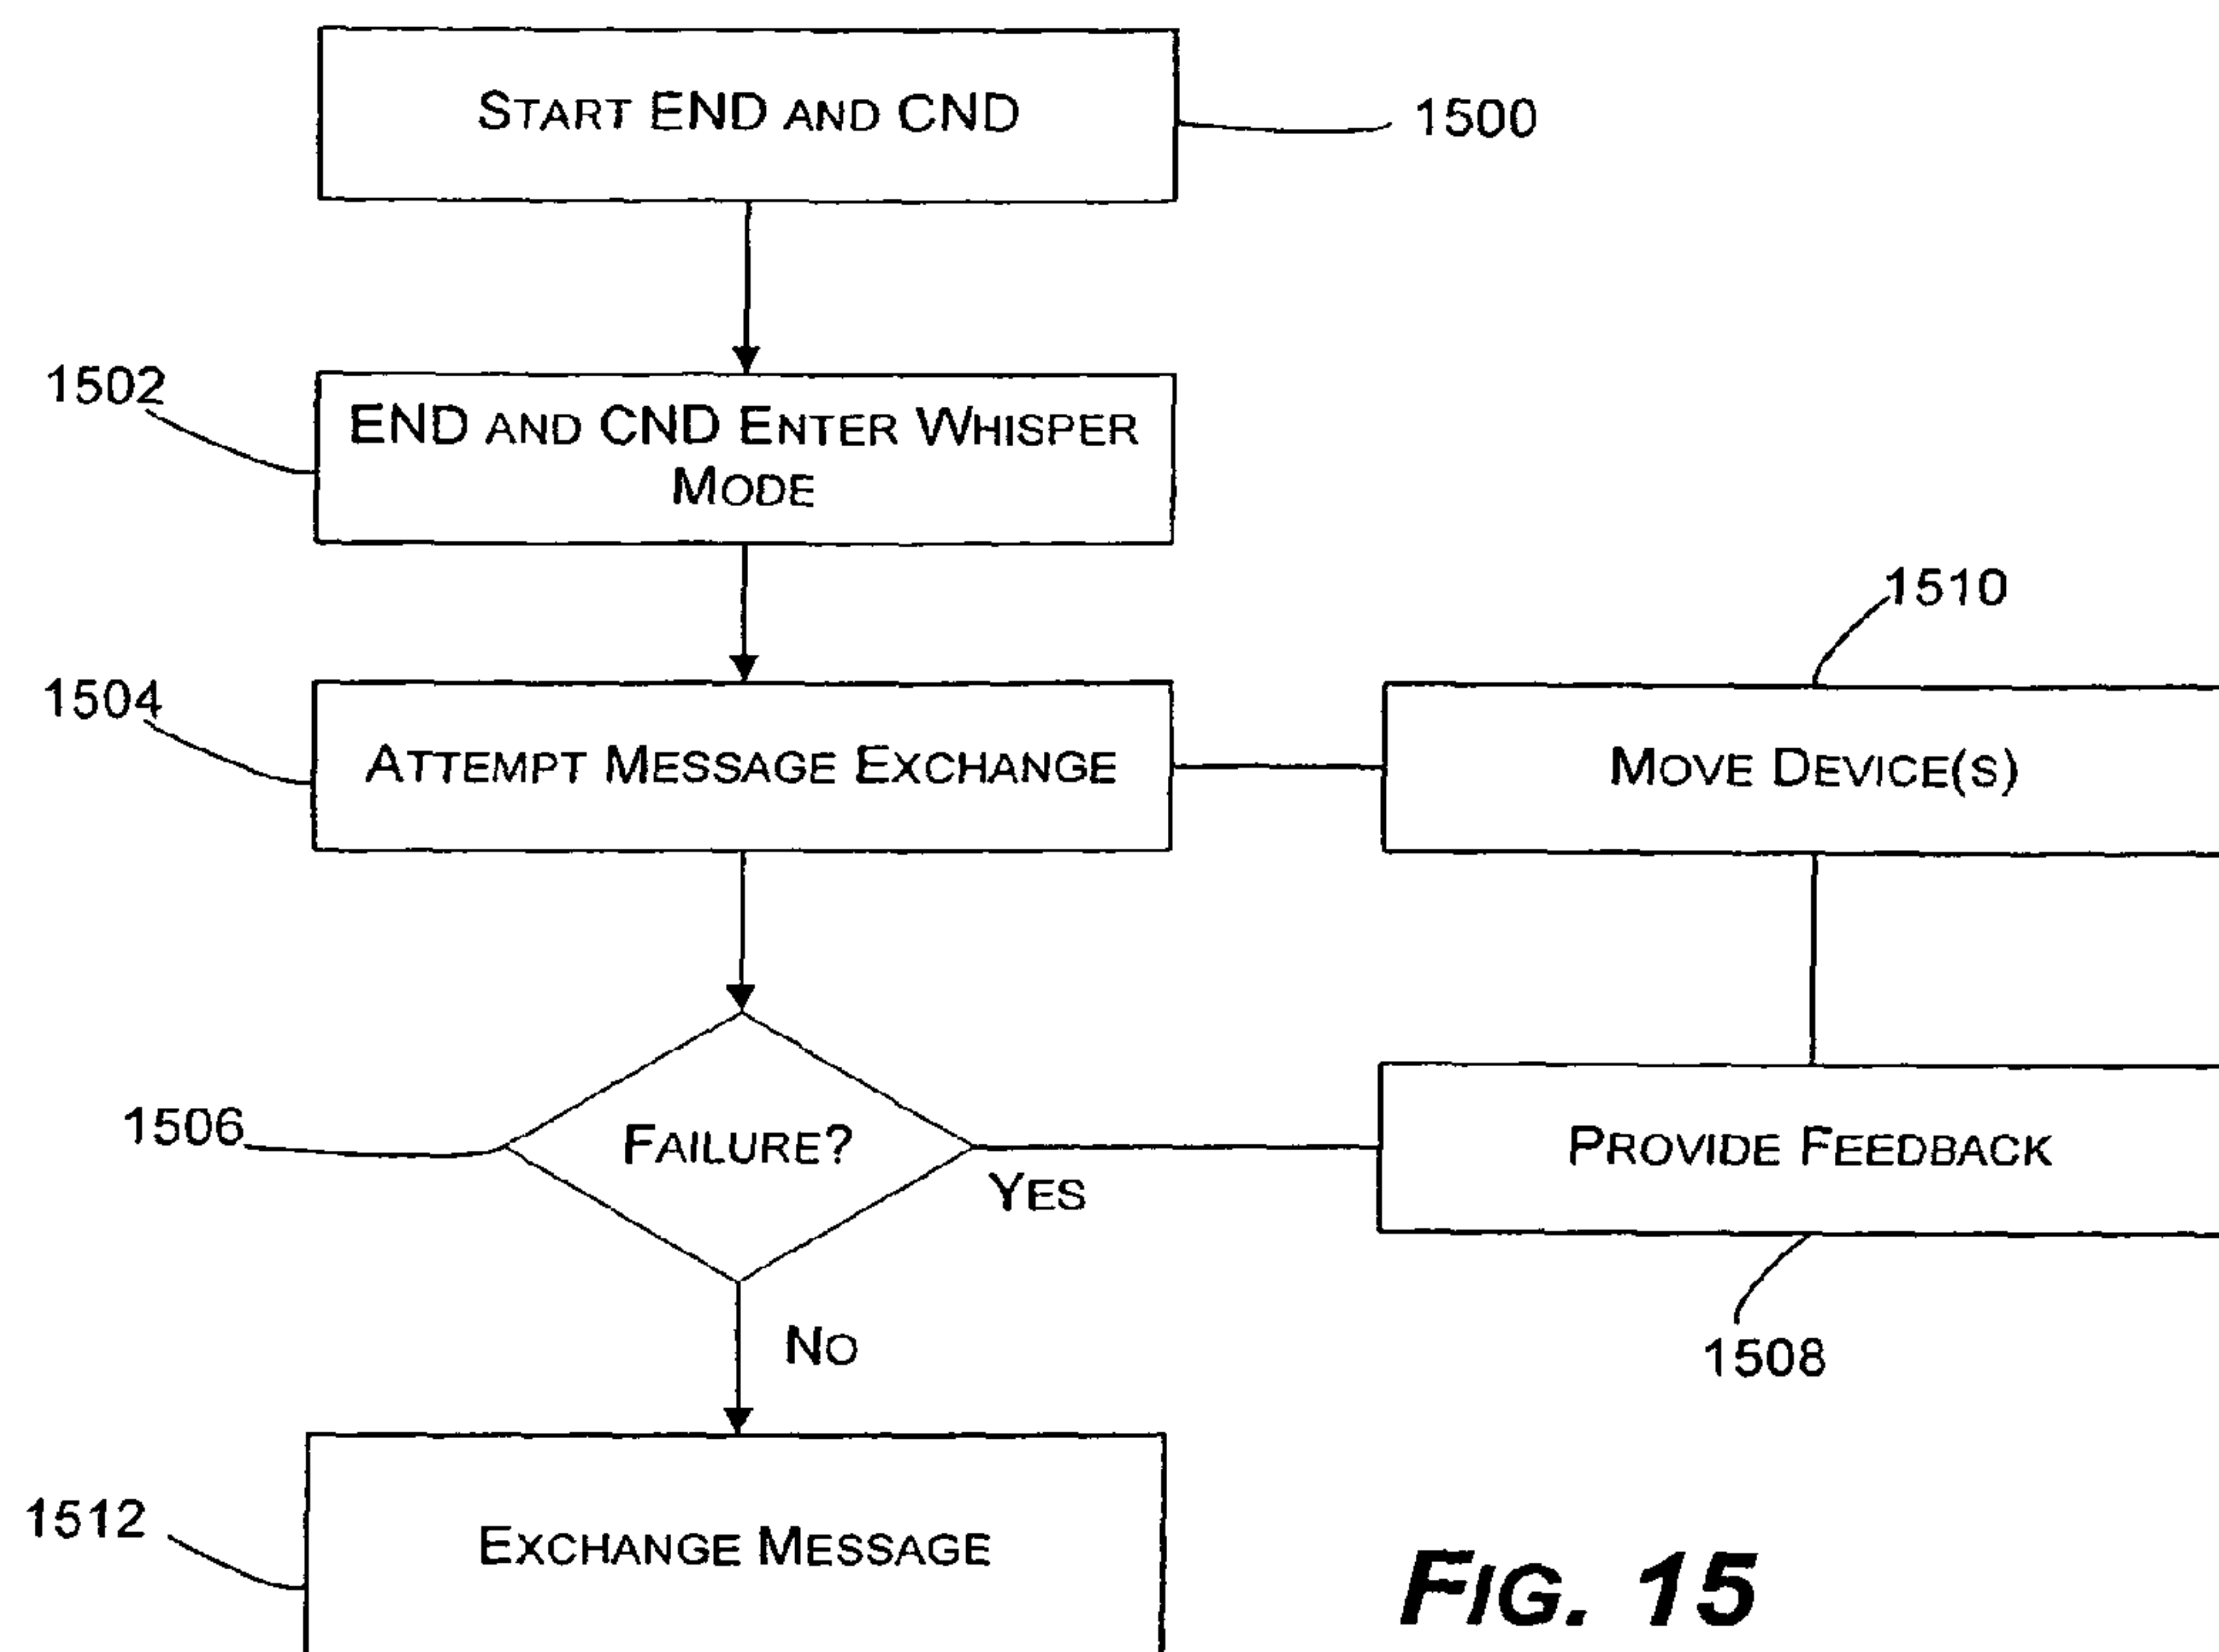 START END AND CND
1500
1502
END AND CND ENTER WHISPER
MODE
1510
1504
ATTEMPT MESSAGE EXCHANGE
MOVE DEVICE(S)
1506
FAILURE?
YES
PROVIDE FEEDBACK
1508
NO
1512
EXCHANGE MESSAGE
FIG. 15